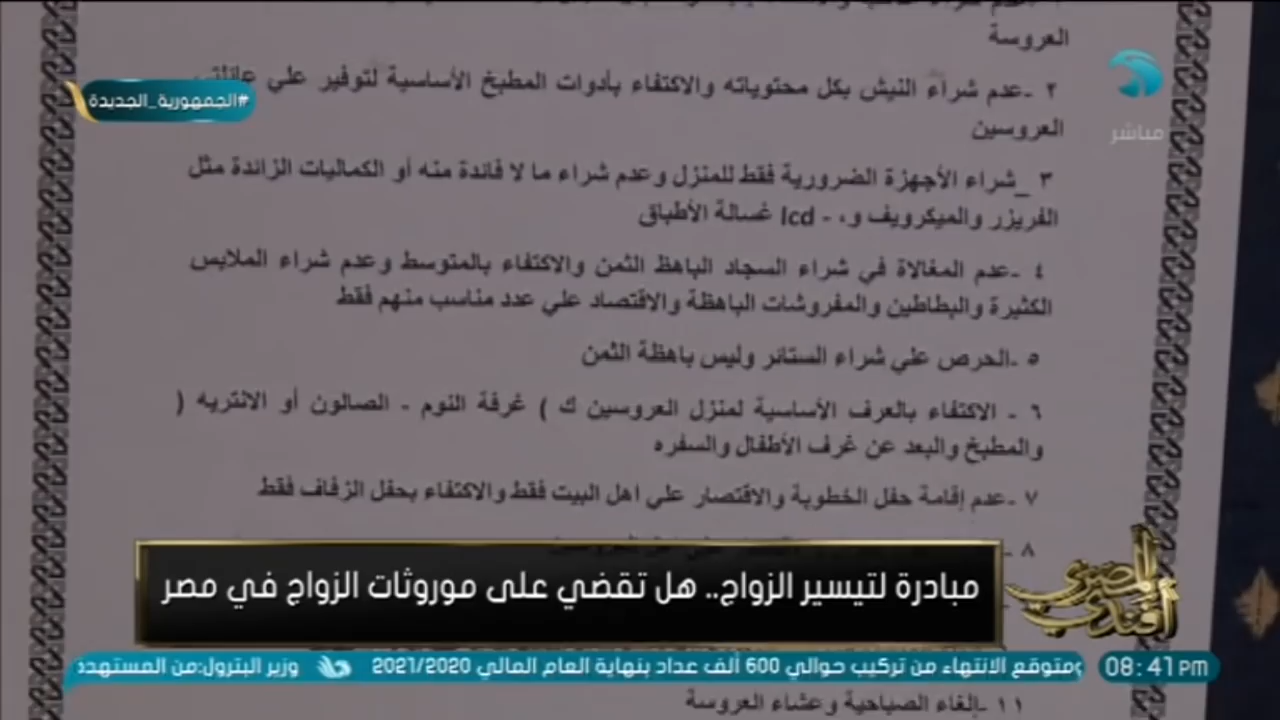 العروسة
٢ -عدم شراء النيش بكل محتوياته والاكتفاء بأدوات المطبخ الأساسية لتوفير علي عائلتي
#الجمهورية_الجديدة
العروسين
مباشر
٣ _شراء الأجهزة الضرورية فقط للمنزل وعدم شراء ما لا فائدة منه أو الكماليات الزائدة مثل
الفريزر والميكرويف و، - lcd غسالة الأطباق
٤ -عدم المغالاة في شراء السجاد الباهظ الثمن والاكتفاء بالمتوسط وعدم شراء الملابس
الكثيرة والبطاطين والمفروشات الباهظة والاقتصاد علي عدد مناسب منهم فقط
٥ -الحرص علي شراء الستائر وليس باهظة الثمن
٦ - الاكتفاء بالعرف الأساسية لمنزل العروسين ك ) غرفة النوم - الصالون أو الانتريه (
والمطبخ والبعد عن غرف الأطفال والسفره
٧ -عدم إقامة حفل الخطوبة والاقتصار علي اهل البيت فقط والاكتفاء بحفل الزفاف فقط
٨ -
مبادرة لتيسير الزواج.. هل تقضي على موروثات الزواج في مصر
المصري أفندي
08:41 PM
ومتوقع الانتهاء من تركيب حوالي 600 ألف عداد بنهاية العام المالي 2021/2020
وزير البترول:من المستهدف
١١ -إلغاء الصباحية وعشاء العروسة